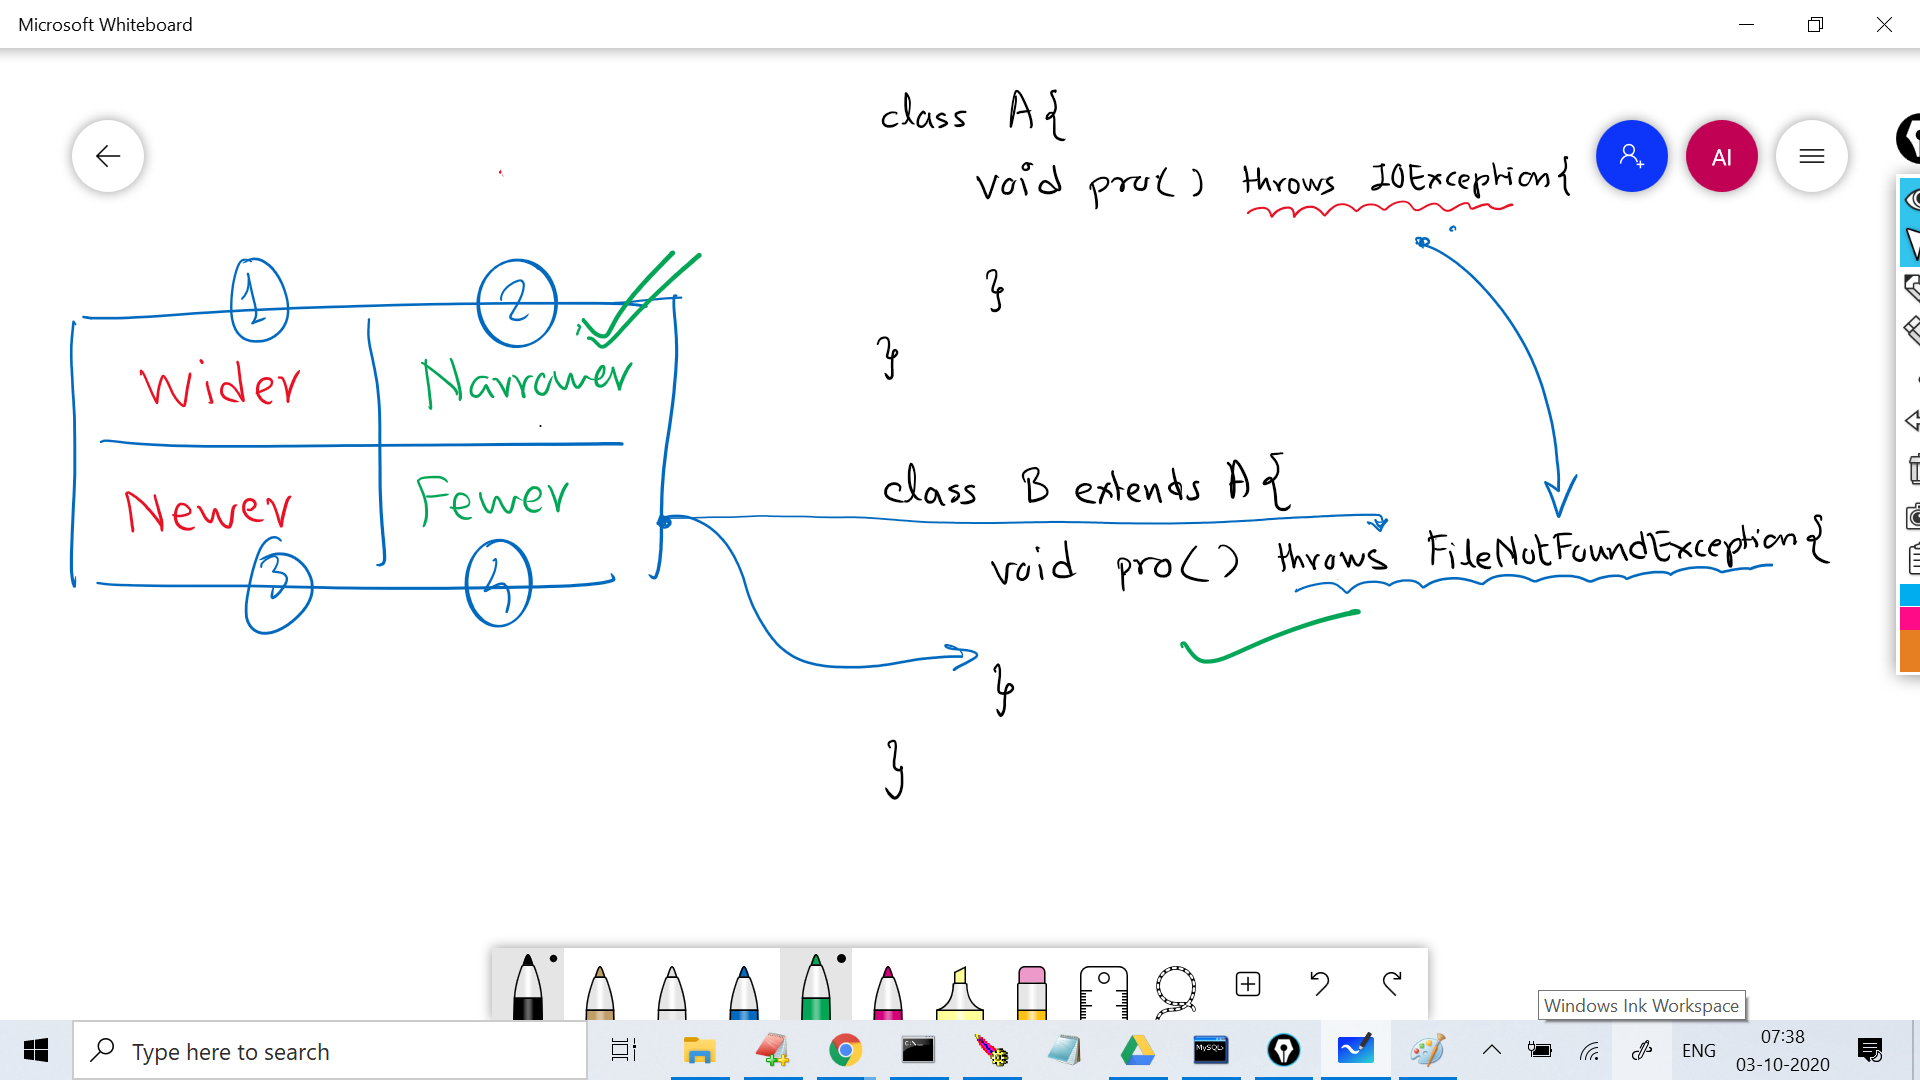 Microsoft Whiteboard
class A{
void pro() throws IOException{
AI
}
}
1 2
Wider Narrower
Newer Fewer
3 4
class B extends A{
void pro() throws FileNotFoundException{
}
}
Windows Ink Workspace
Type here to search
C:\_
MySQL
ENG
07:38
03-10-2020